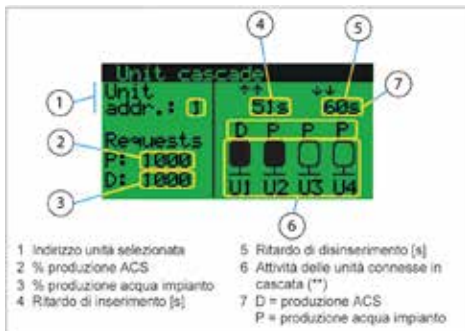 4
5
Unit cascade
Unit
addr.: 1
↑↑
51s
↓↓
60s
7
1
D P P P
2
Requests
P: 1000
D: 1000
3
U1 U2 U3 U4
6
1 Indirizzo unità selezionata
2 % produzione ACS
3 % produzione acqua impianto
4 Ritardo di inserimento [s]
5 Ritardo di disinserimento [s]
6 Attività delle unità connesse in
cascata (**)
7 D = produzione ACS
P = produzione acqua impianto